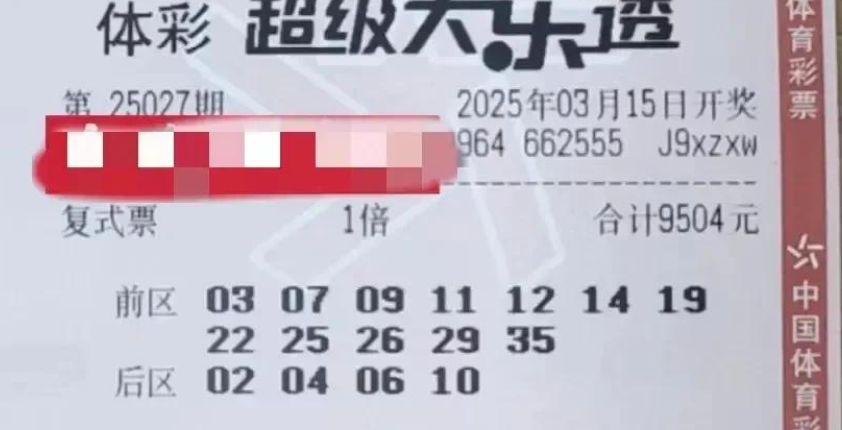 体彩 超级大乐透
第 25027期 2025年03月15日开奖
964 662555 J9xzxw
复式票 1倍 合计9504元
前区 03 07 09 11 12 14 19
22 25 26 29 35
后区 02 04 06 10
体育彩票
中国体育彩